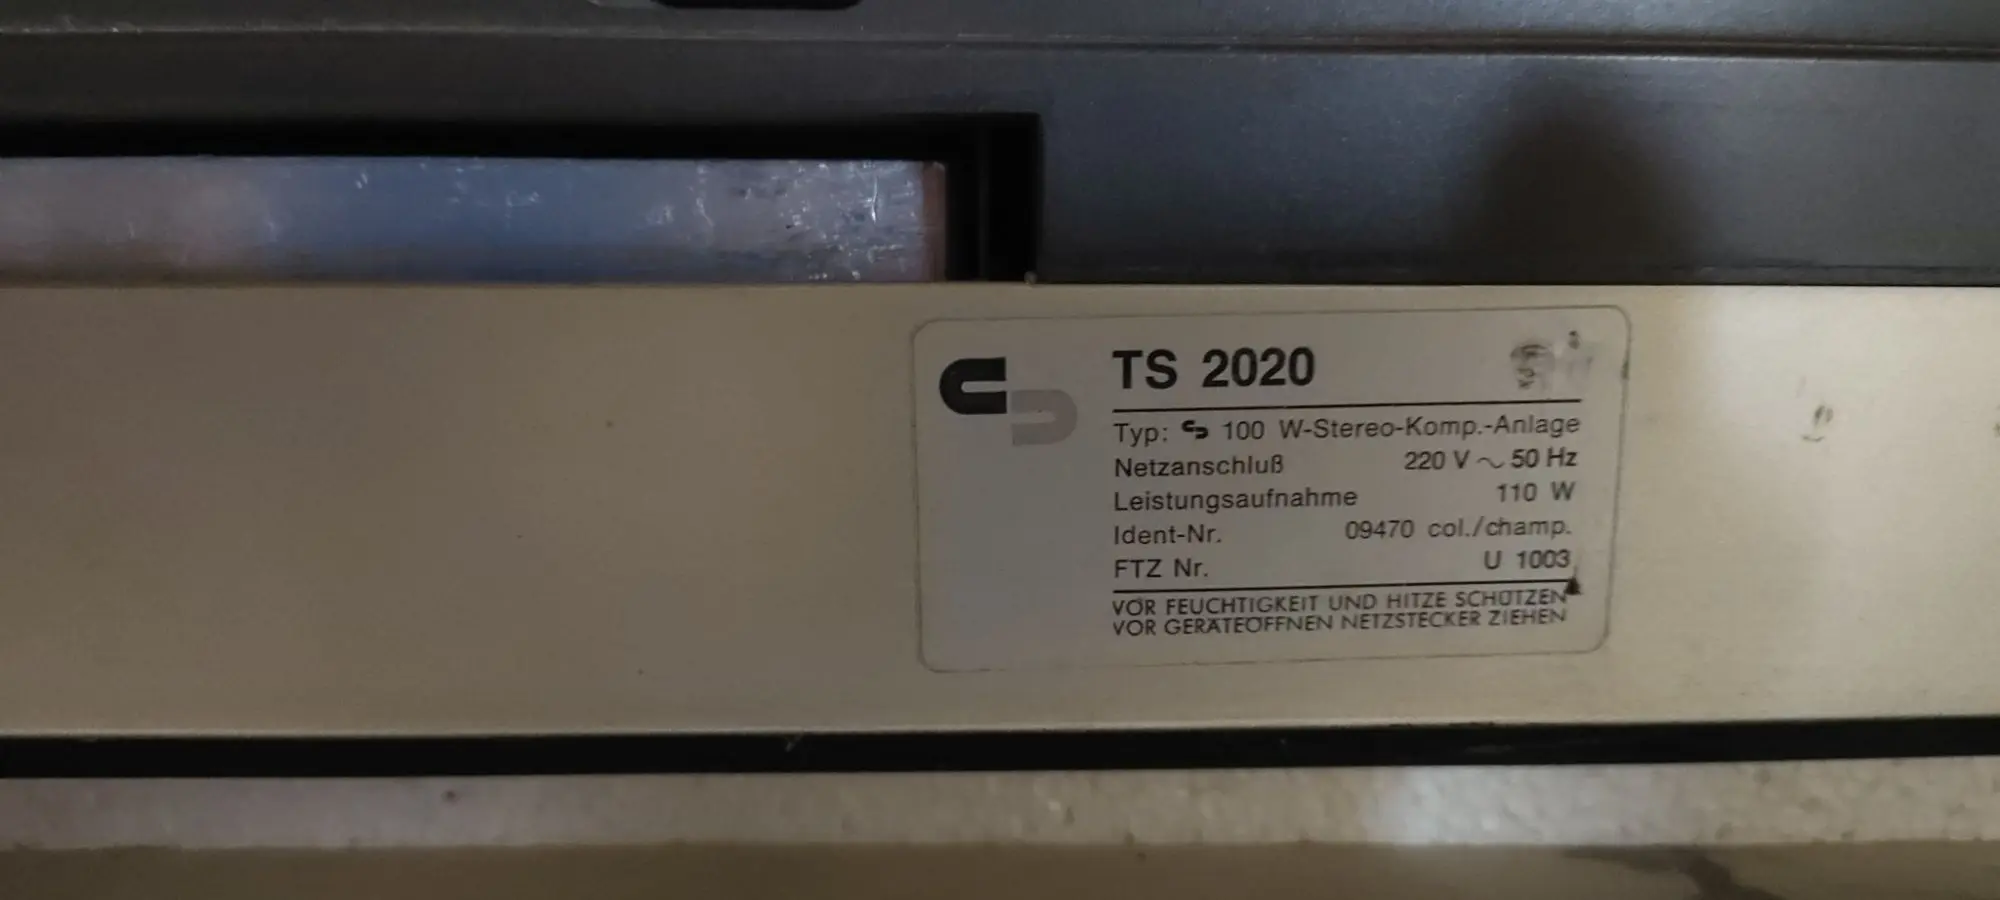 TS 2020
Typ: 100 W-Stereo-Komp.-Anlage
Netzanschluß 220 V ~ 50 Hz
Leistungsaufnahme 110 W
Ident-Nr. 09470 col./champ.
FTZ Nr. U 1003
VOR FEUCHTIGKEIT UND HITZE SCHÜTZEN
VOR GERÄTEÖFFNEN NETZSTECKER ZIEHEN